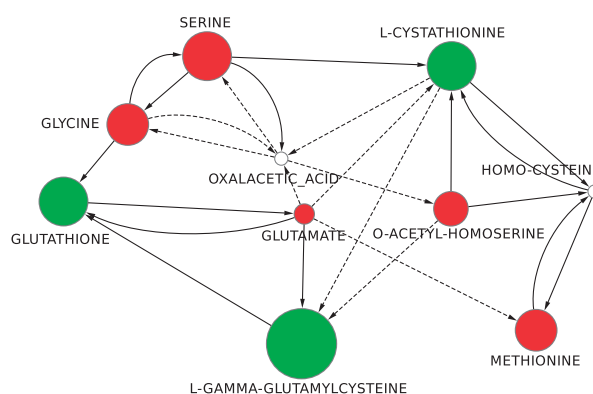 SERINE
L-CYSTATHIONINE
GLYCINE
HOMO-CYSTEIN
OXALACETIC_ACID
GLUTATHIONE
GLUTAMATE
O-ACETYL-HOMOSERINE
METHIONINE
L-GAMMA-GLUTAMYLCYSTEINE